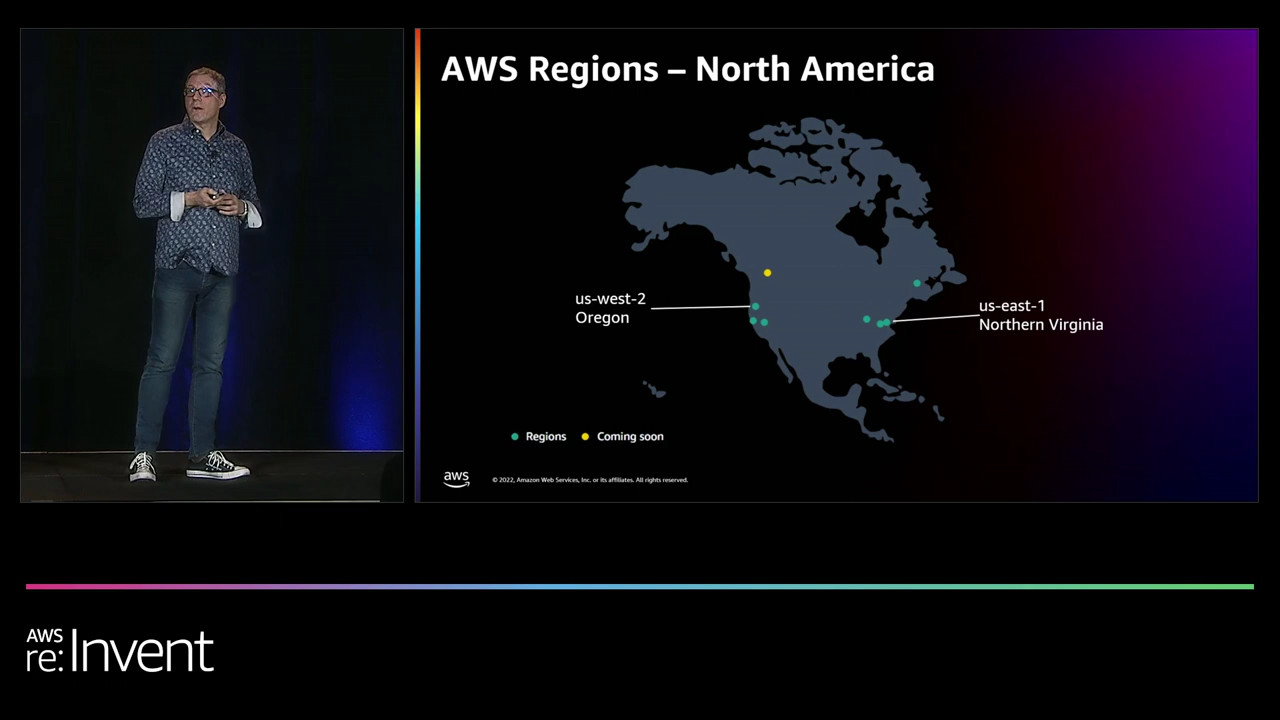 AWS Regions – North America
us-west-2
Oregon
us-east-1
Northern Virginia
Regions
Coming soon
aws
© 2022, Amazon Web Services, Inc. or its affiliates. All rights reserved.
AWS
re:Invent